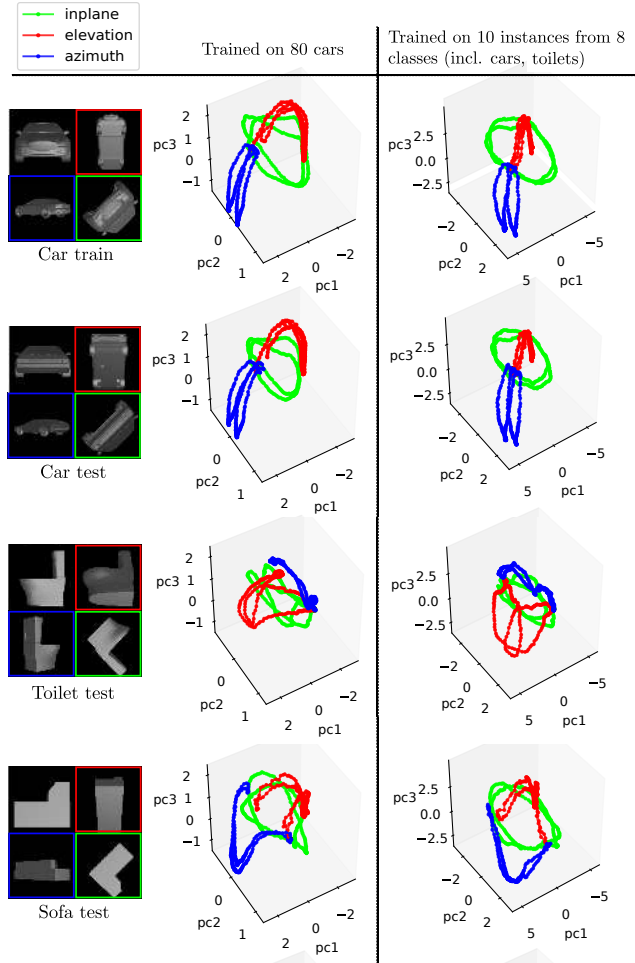 inplane
elevation
azimuth
Trained on 80 cars
Trained on 10 instances from 8
classes (incl. cars, toilets)
2
1
pc3
0
−1
0
pc2
1
2
0
pc1
−2
2.5
pc3
0.0
−2.5
−2
0
pc2
2
5
0
pc1
−5
Car train
2
1
pc3
0
−1
0
pc2
1
2
0
pc1
−2
2.5
pc3
0.0
−2.5
−2
0
pc2
2
5
0
pc1
−5
Car test
2
pc3 1
0
−1
0
pc2
1
2
0
pc1
−2
pc3 2.5
0.0
−2.5
−2
0
pc2
2
5
0
pc1
−5
Toilet test
2
pc3 1
0
−1
0
pc2
1
2
0
pc1
−2
2.5
pc3
0.0
−2.5
−2
0
pc2
2
5
0
pc1
−5
Sofa test